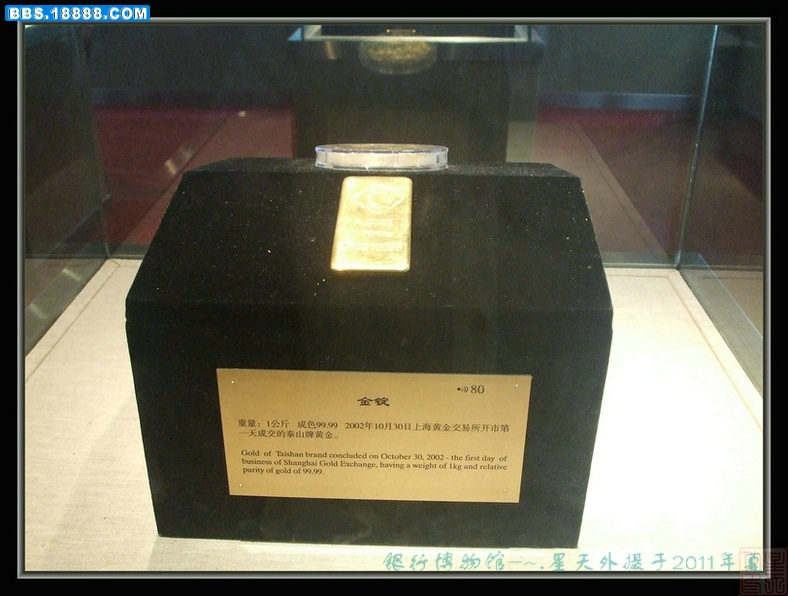 BBS.18888.COM
9999
80
金锭
重量：1公斤 成色99.99 2002年10月30日上海黄金交易所开市第
一天成交的泰山牌黄金。
Gold of Taishan brand concluded on October 30, 2002 - the first day of
business of Shanghai Gold Exchange, having a weight of 1kg and relative
purity of gold of 99.99.
银行博物馆—~.星天外摄于2011年夏